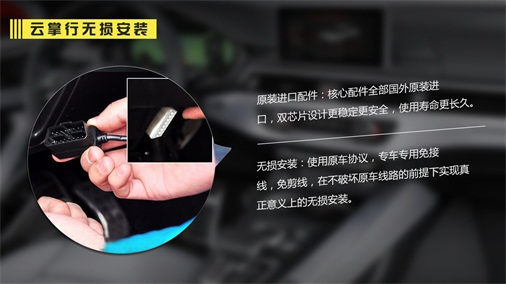 云掌行无损安装
原装进口配件：核心配件全部国外原装进
口，双芯片设计更稳定更安全，使用寿命更长久。
无损安装：使用原车协议，专车专用免接
线，免剪线，在不破坏原车线路的前提下实现真
正意义上的无损安装。